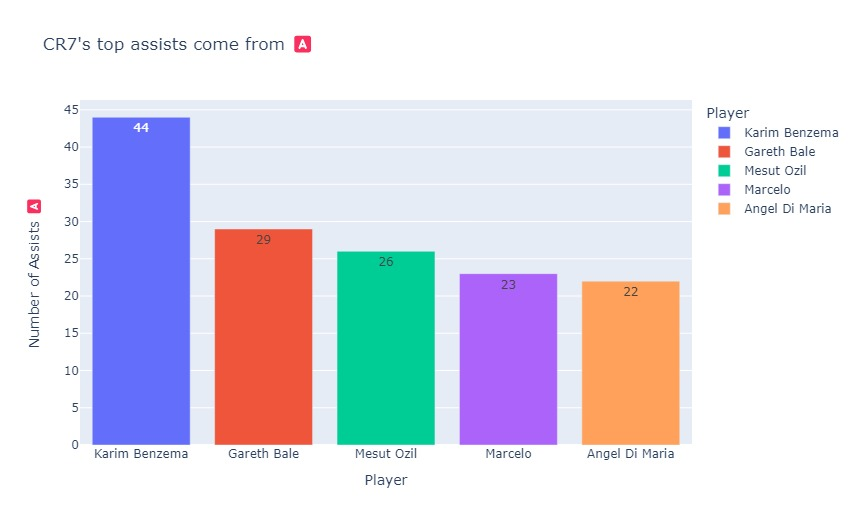 CR7's top assists come from 🅰
Number of Assists 🅰
45
40
35
30
25
20
15
10
5
0
44
29
26
23
22
Karim Benzema Gareth Bale Mesut Ozil Marcelo Angel Di Maria
Player
Player
Karim Benzema
Gareth Bale
Mesut Ozil
Marcelo
Angel Di Maria